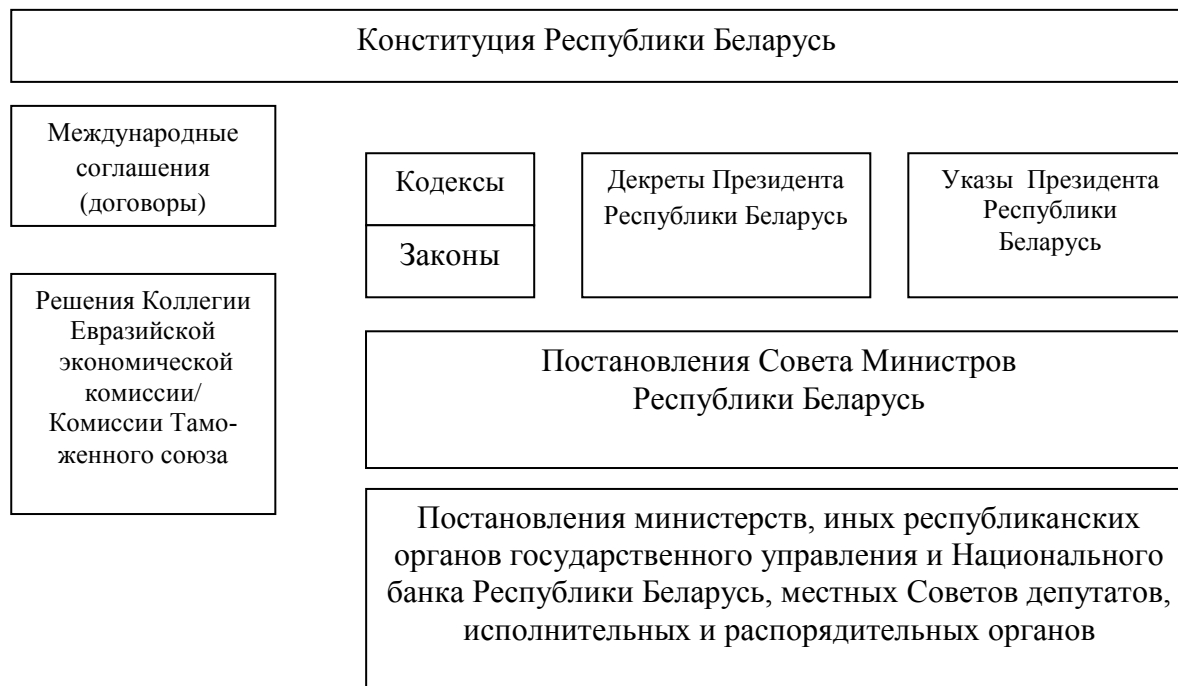 Конституция Республики Беларусь
Международные
соглашения
(договоры)
Кодексы
Законы
Декреты Президента
Республики Беларусь
Указы Президента
Республики
Беларусь
Решения Коллегии
Евразийской
экономической
комиссии/
Комиссии Тамо-
женного союза
Постановления Совета Министров
Республики Беларусь
Постановления министерств, иных республиканских
органов государственного управления и Национального
банка Республики Беларусь, местных Советов депутатов,
исполнительных и распорядительных органов